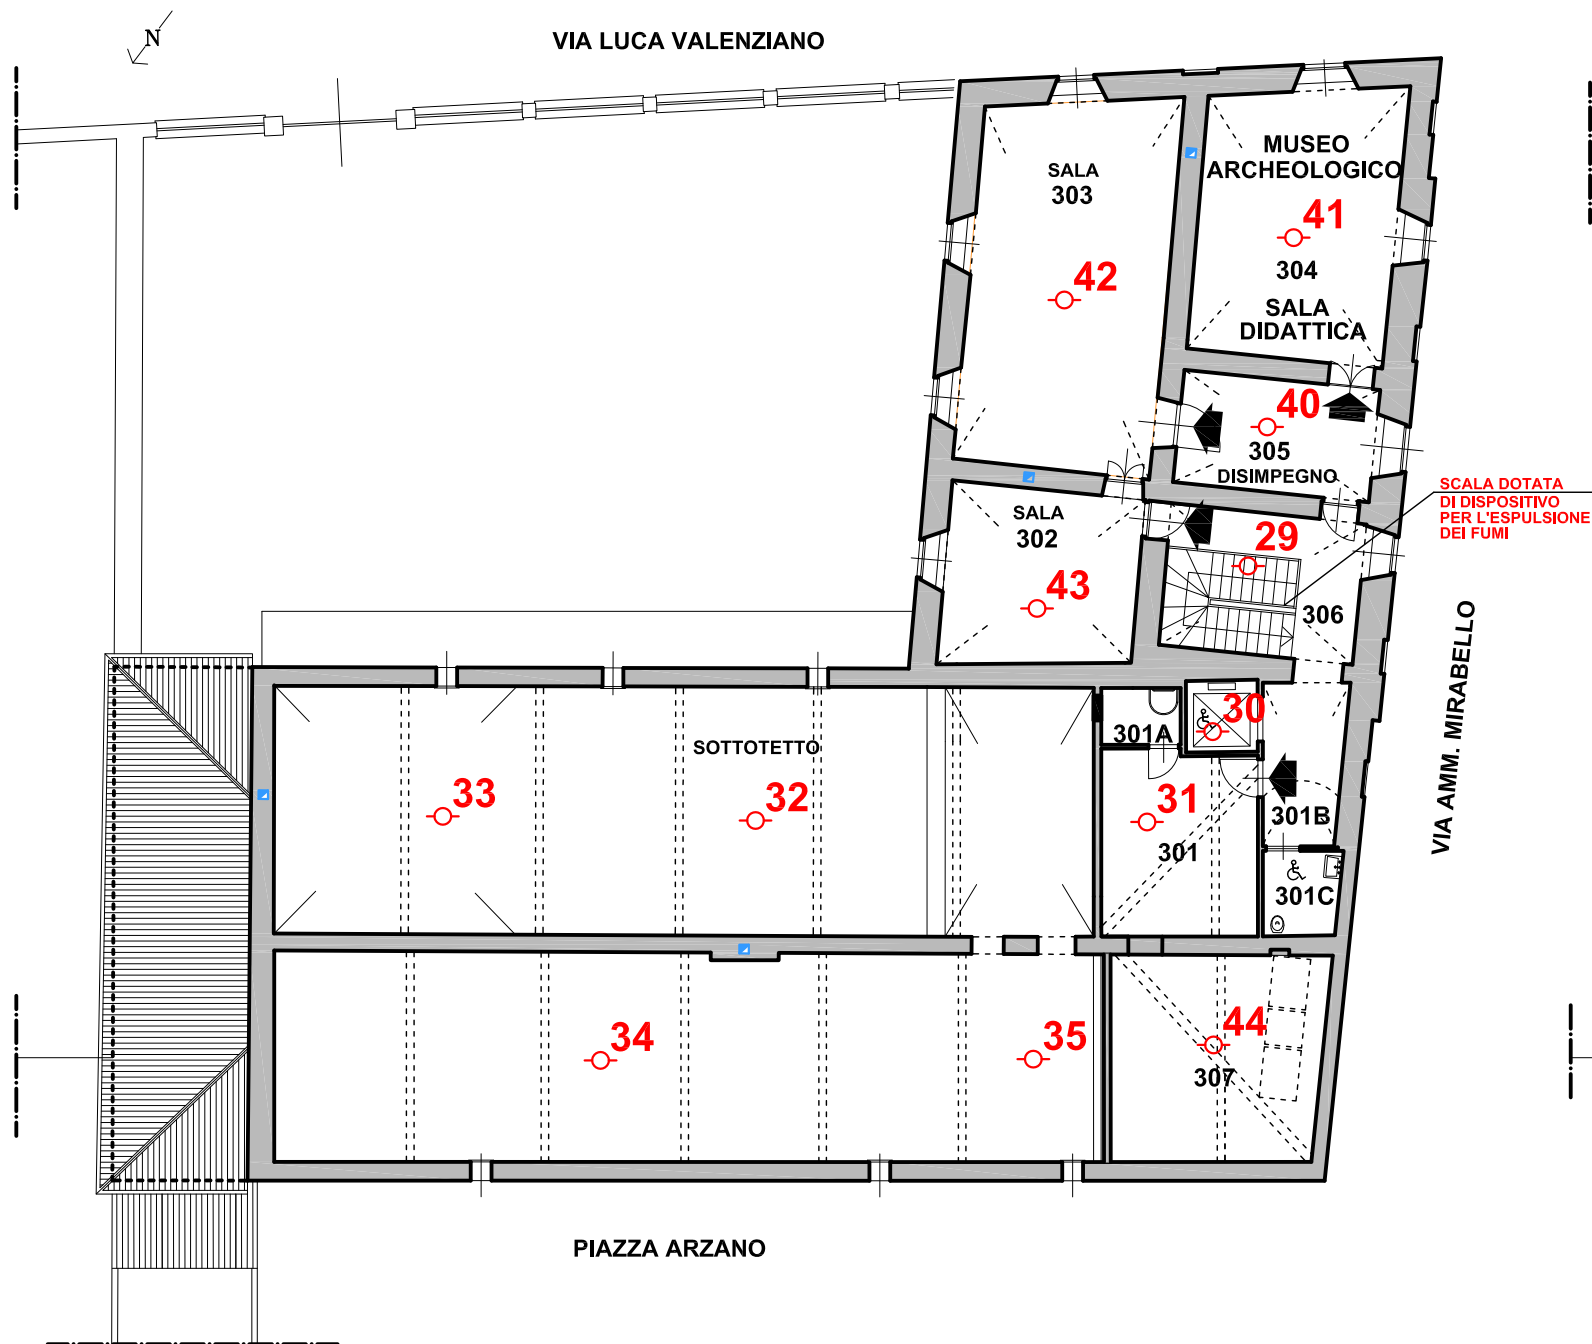 N
VIA LUCA VALENZIANO
MUSEO
ARCHEOLOGICO
SALA
303
41
304
42
SALA
DIDATTICA
40
305
DISIMPEGNO
SCALA DOTATA
DI DISPOSITIVO
PER L'ESPULSIONE
DEI FUMI
SALA
302
29
43
306
VIA AMM. MIRABELLO
30
301A
SOTTOTETTO
33
32
31
301B
301
301C
34
35
44
307
PIAZZA ARZANO